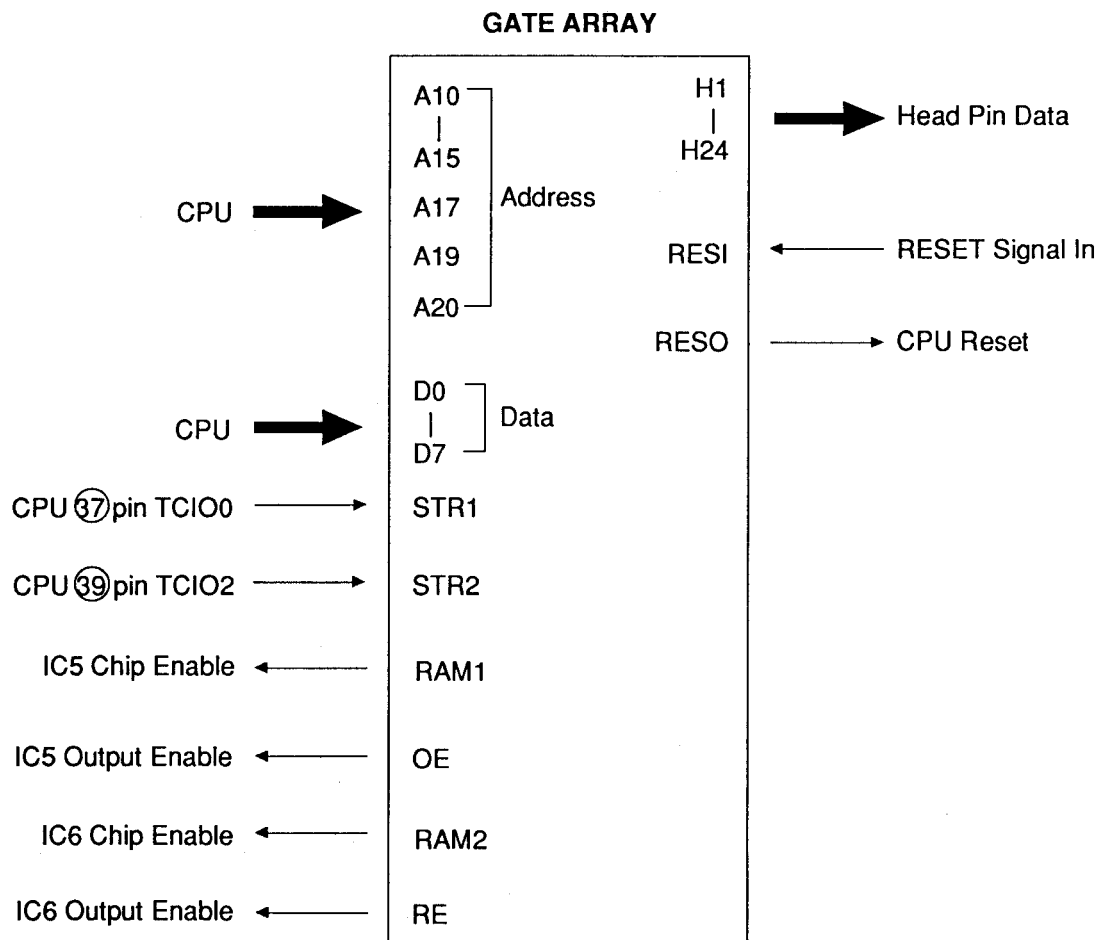 GATE ARRAY
A10
A15
A17
A19
A20
Address
CPU
H1
H24
Head Pin Data
RESI
RESET Signal In
RESO
CPU Reset
D0
D7
Data
CPU
CPU 37 pin TCIO0
STR1
CPU 39 pin TCIO2
STR2
IC5 Chip Enable
RAM1
IC5 Output Enable
OE
IC6 Chip Enable
RAM2
IC6 Output Enable
RE